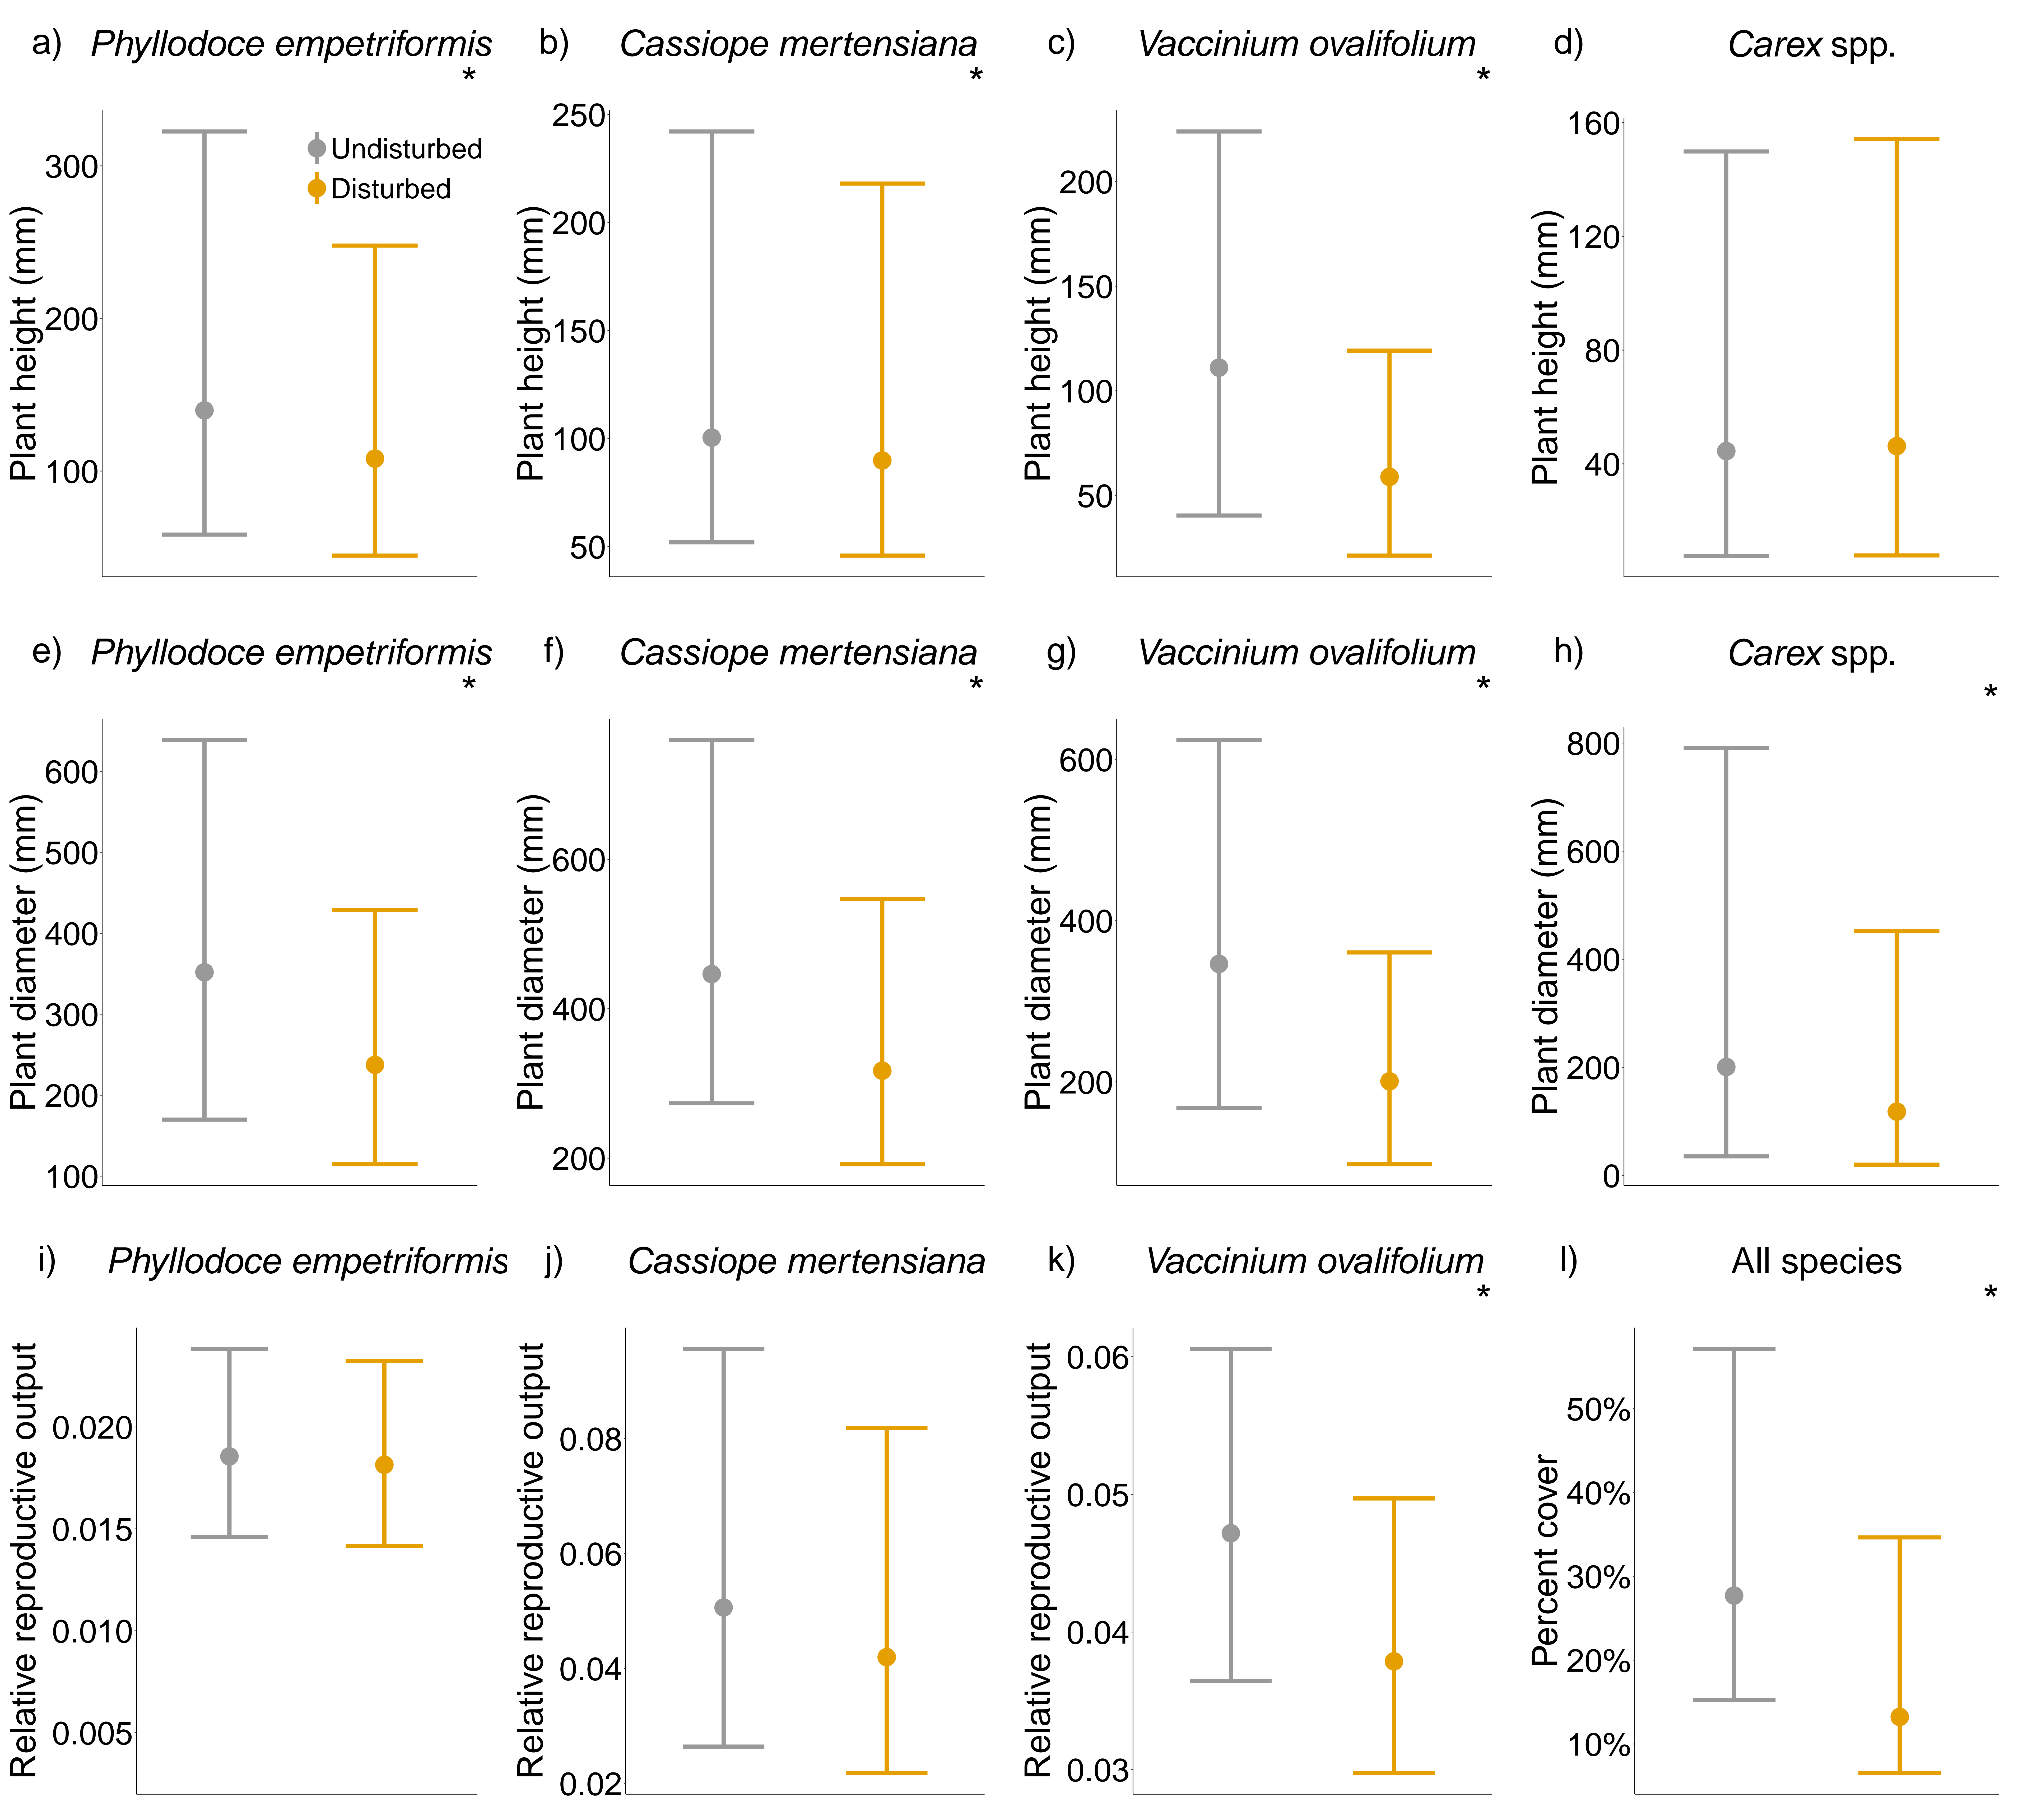 a) Phyllodoce empetriformis
*
Plant height (mm)
300
200
100
Undisturbed
Disturbed
b) Cassiope mertensiana
*
Plant height (mm)
250
200
150
100
50
c) Vaccinium ovalifolium
*
Plant height (mm)
200
150
100
50
d) Carex spp.
Plant height (mm)
160
120
80
40
e) Phyllodoce empetriformis
*
Plant diameter (mm)
600
500
400
300
200
100
f) Cassiope mertensiana
*
Plant diameter (mm)
600
400
200
g) Vaccinium ovalifolium
*
Plant diameter (mm)
600
400
200
h) Carex spp.
*
Plant diameter (mm)
800
600
400
200
0
i) Phyllodoce empetriformis
Relative reproductive output
0.020
0.015
0.010
0.005
j) Cassiope mertensiana
Relative reproductive output
0.08
0.06
0.04
0.02
k) Vaccinium ovalifolium
*
Relative reproductive output
0.06
0.05
0.04
0.03
l) All species
*
Percent cover
50%
40%
30%
20%
10%